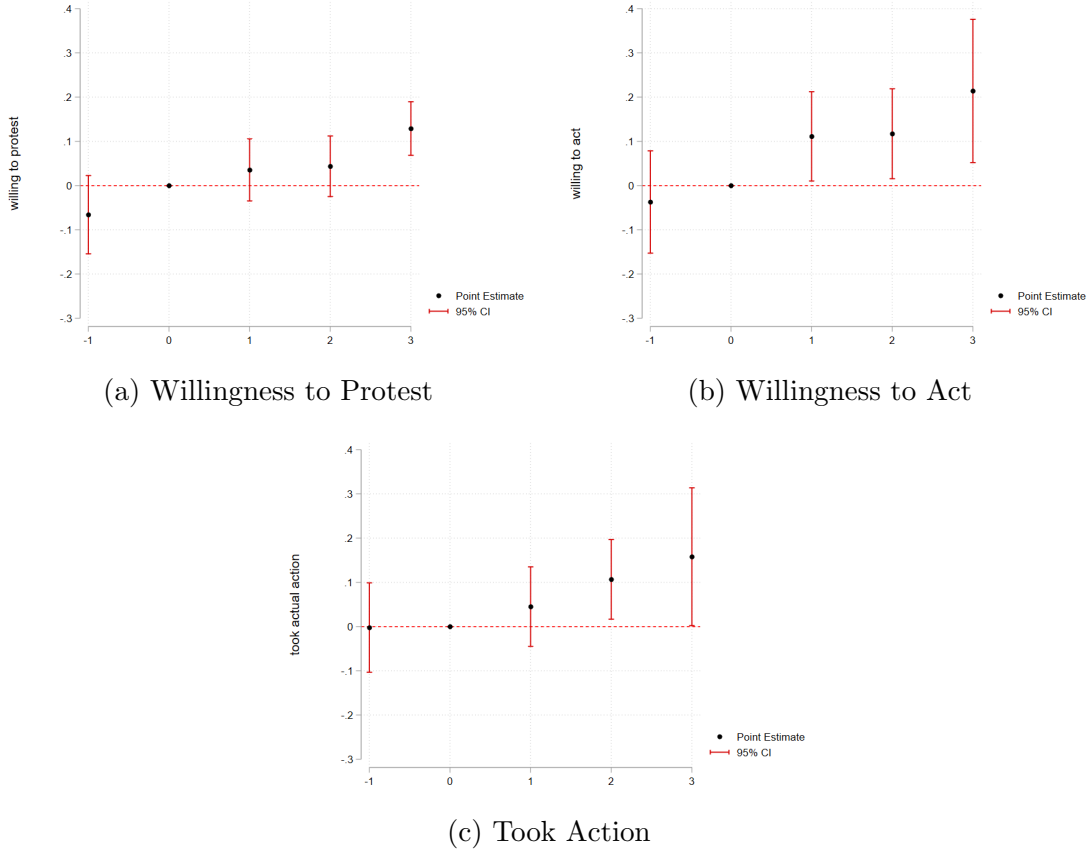 .4
.3
.2
.1
0
-.1
-.2
-.3
willing to protest
-1 0 1 2 3
Point Estimate
95% CI
(a) Willingness to Protest
.4
.3
.2
.1
0
-.1
-.2
-.3
willing to act
-1 0 1 2 3
Point Estimate
95% CI
(b) Willingness to Act
.4
.3
.2
.1
0
-.1
-.2
-.3
took actual action
-1 0 1 2 3
Point Estimate
95% CI
(c) Took Action